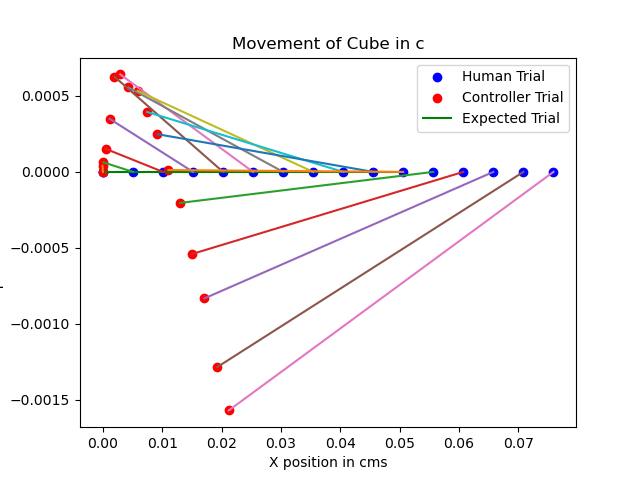 Movement of Cube in c
Human Trial
Controller Trial
Expected Trial
0.0005
0.0000
−0.0005
−0.0010
−0.0015
0.00 0.01 0.02 0.03 0.04 0.05 0.06 0.07
X position in cms